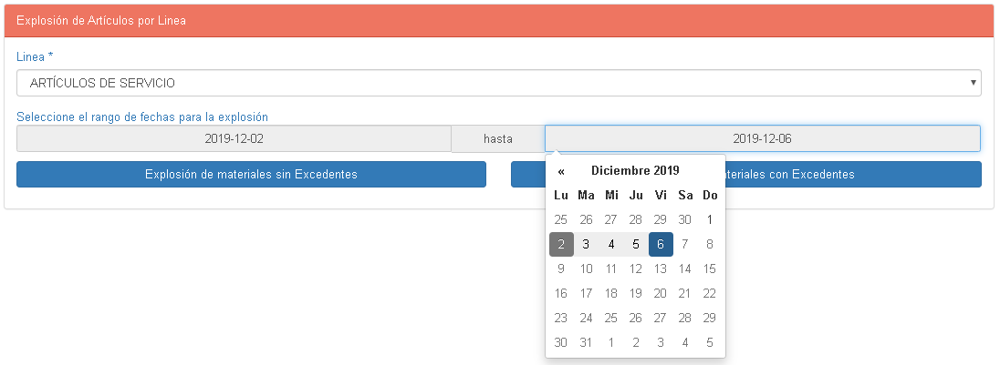 Explosión de Artículos por Linea
Linea *
ARTÍCULOS DE SERVICIO
Seleccione el rango de fechas para la explosión
2019-12-02 hasta 2019-12-06
Explosión de materiales sin Excedentes
con Excedentes
« Diciembre 2019
Lu Ma Mi Ju Vi Sa Do
25 26 27 28 29 30 1
2 3 4 5 6 7 8
9 10 11 12 13 14 15
16 17 18 19 20 21 22
23 24 25 26 27 28 29
30 31 1 2 3 4 5